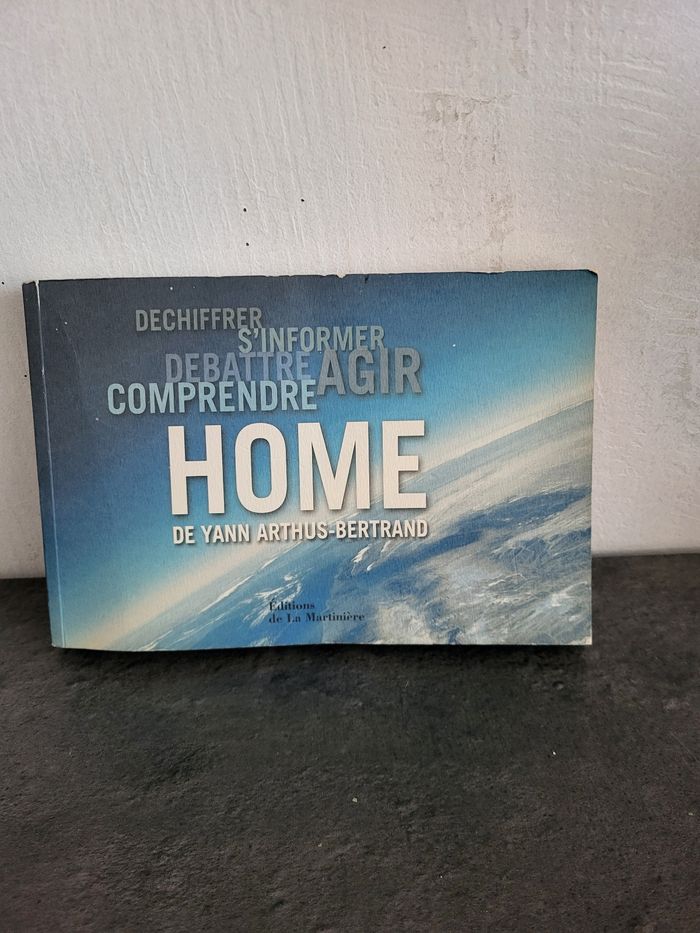 DECHIFFRER
S'INFORMER
DEBATTRE AGIR
COMPRENDRE
HOME
DE YANN ARTHUS-BERTRAND
Éditions
de La Martinière